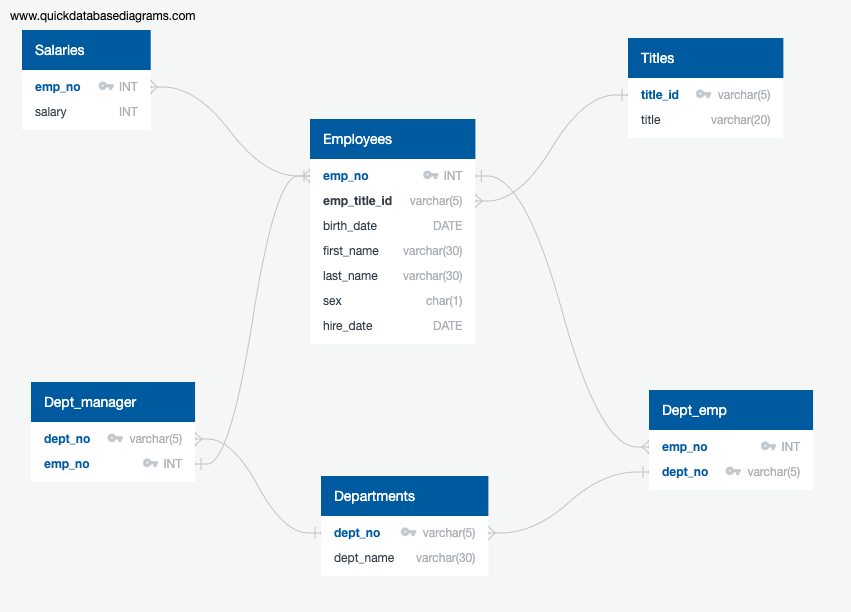 www.quickdatabasediagrams.com
Salaries
emp_no INT
salary INT
Titles
title_id varchar(5)
title varchar(20)
Employees
emp_no INT
emp_title_id varchar(5)
birth_date DATE
first_name varchar(30)
last_name varchar(30)
sex char(1)
hire_date DATE
Dept_manager
dept_no varchar(5)
emp_no INT
Dept_emp
emp_no INT
dept_no varchar(5)
Departments
dept_no varchar(5)
dept_name varchar(30)